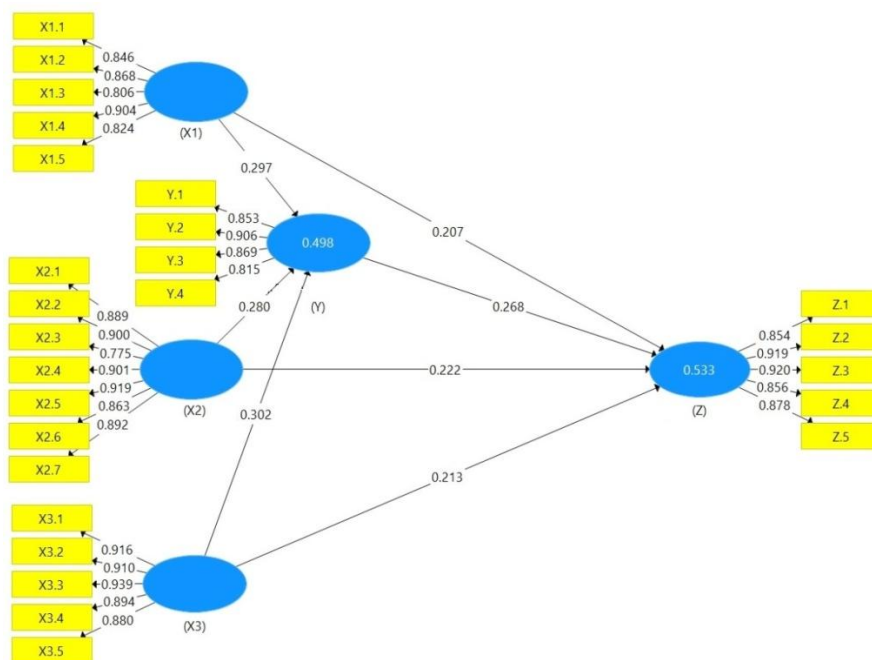 X1.1
X1.2
X1.3
X1.4
X1.5
0.846
0.868
0.806
0.904
0.824
(X1)
0.297
0.207
Y.1
Y.2
Y.3
Y.4
0.853
0.906
0.869
0.815
0.498
(Y)
0.268
X2.1
X2.2
X2.3
X2.4
X2.5
X2.6
X2.7
0.889
0.900
0.775
0.901
0.919
0.863
0.892
(X2)
0.280
0.222
0.302
0.213
Z.1
Z.2
Z.3
Z.4
Z.5
0.854
0.919
0.920
0.856
0.878
0.533
(Z)
X3.1
X3.2
X3.3
X3.4
X3.5
0.916
0.910
0.939
0.894
0.880
(X3)